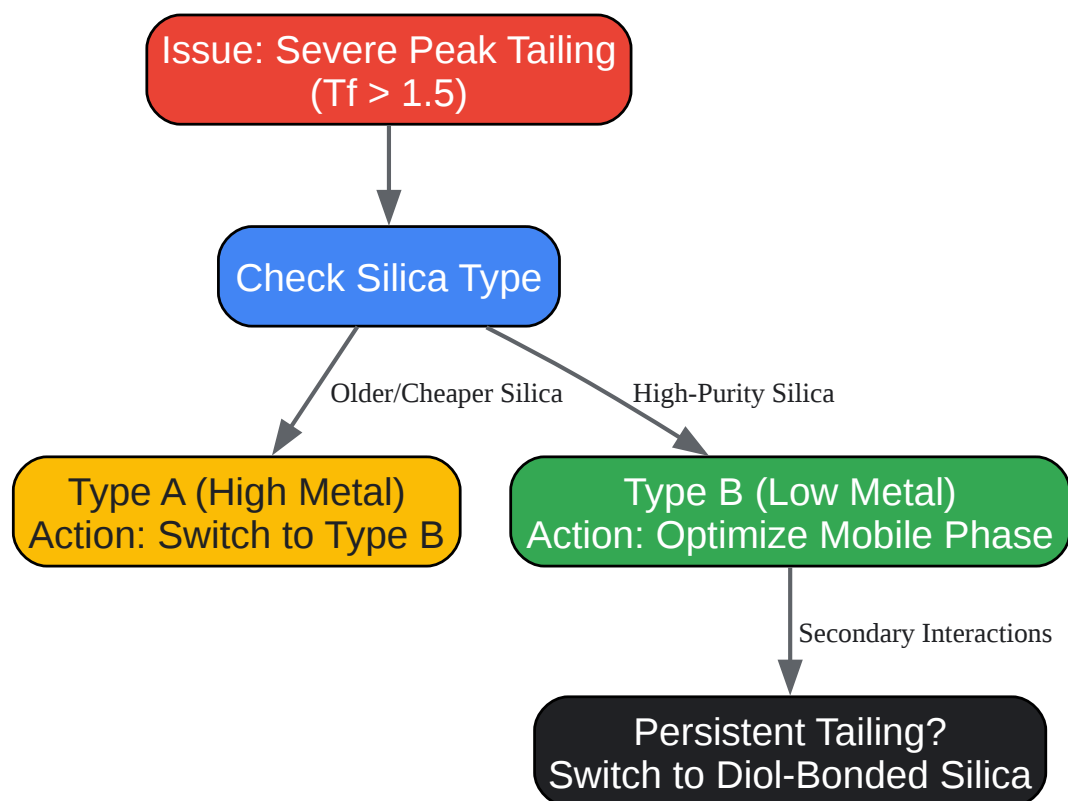 Issue: Severe Peak Tailing
(Tf > 1.5)
Check Silica Type
Older/Cheaper Silica
High-Purity Silica
Type A (High Metal)
Action: Switch to Type B
Type B (Low Metal)
Action: Optimize Mobile Phase
Secondary Interactions
Persistent Tailing?
Switch to Diol-Bonded Silica